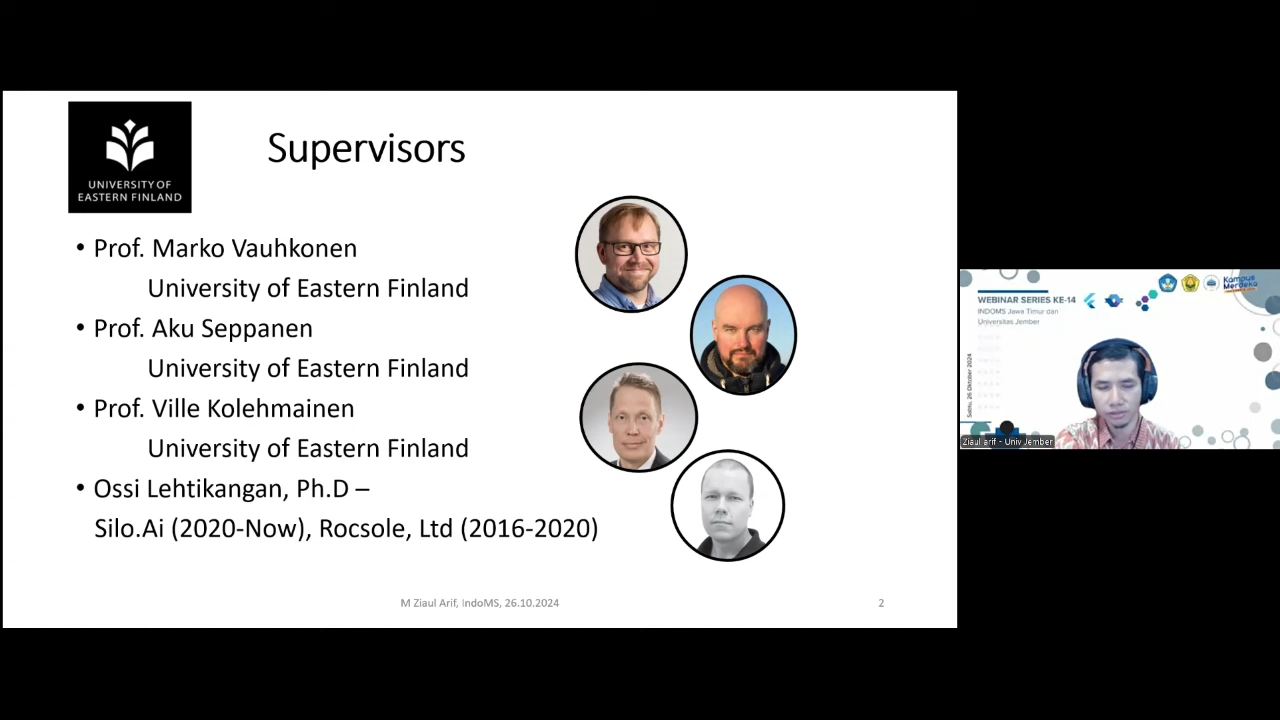 UNIVERSITY OF
EASTERN FINLAND
Supervisors
• Prof. Marko Vauhkonen
University of Eastern Finland
• Prof. Aku Seppanen
University of Eastern Finland
• Prof. Ville Kolehmainen
University of Eastern Finland
• Ossi Lehtikangan, Ph.D –
Silo.Ai (2020-Now), Rocsole, Ltd (2016-2020)
M Ziaul Arif, IndoMS, 26.10.2024
2
WEBINAR SERIES KE-14
INDOMS Jawa Timur dan
Universitas Jember
Kampus
Merdeka
Sabtu, 26 Oktober 2024
Ziaul arif - Univ Jember